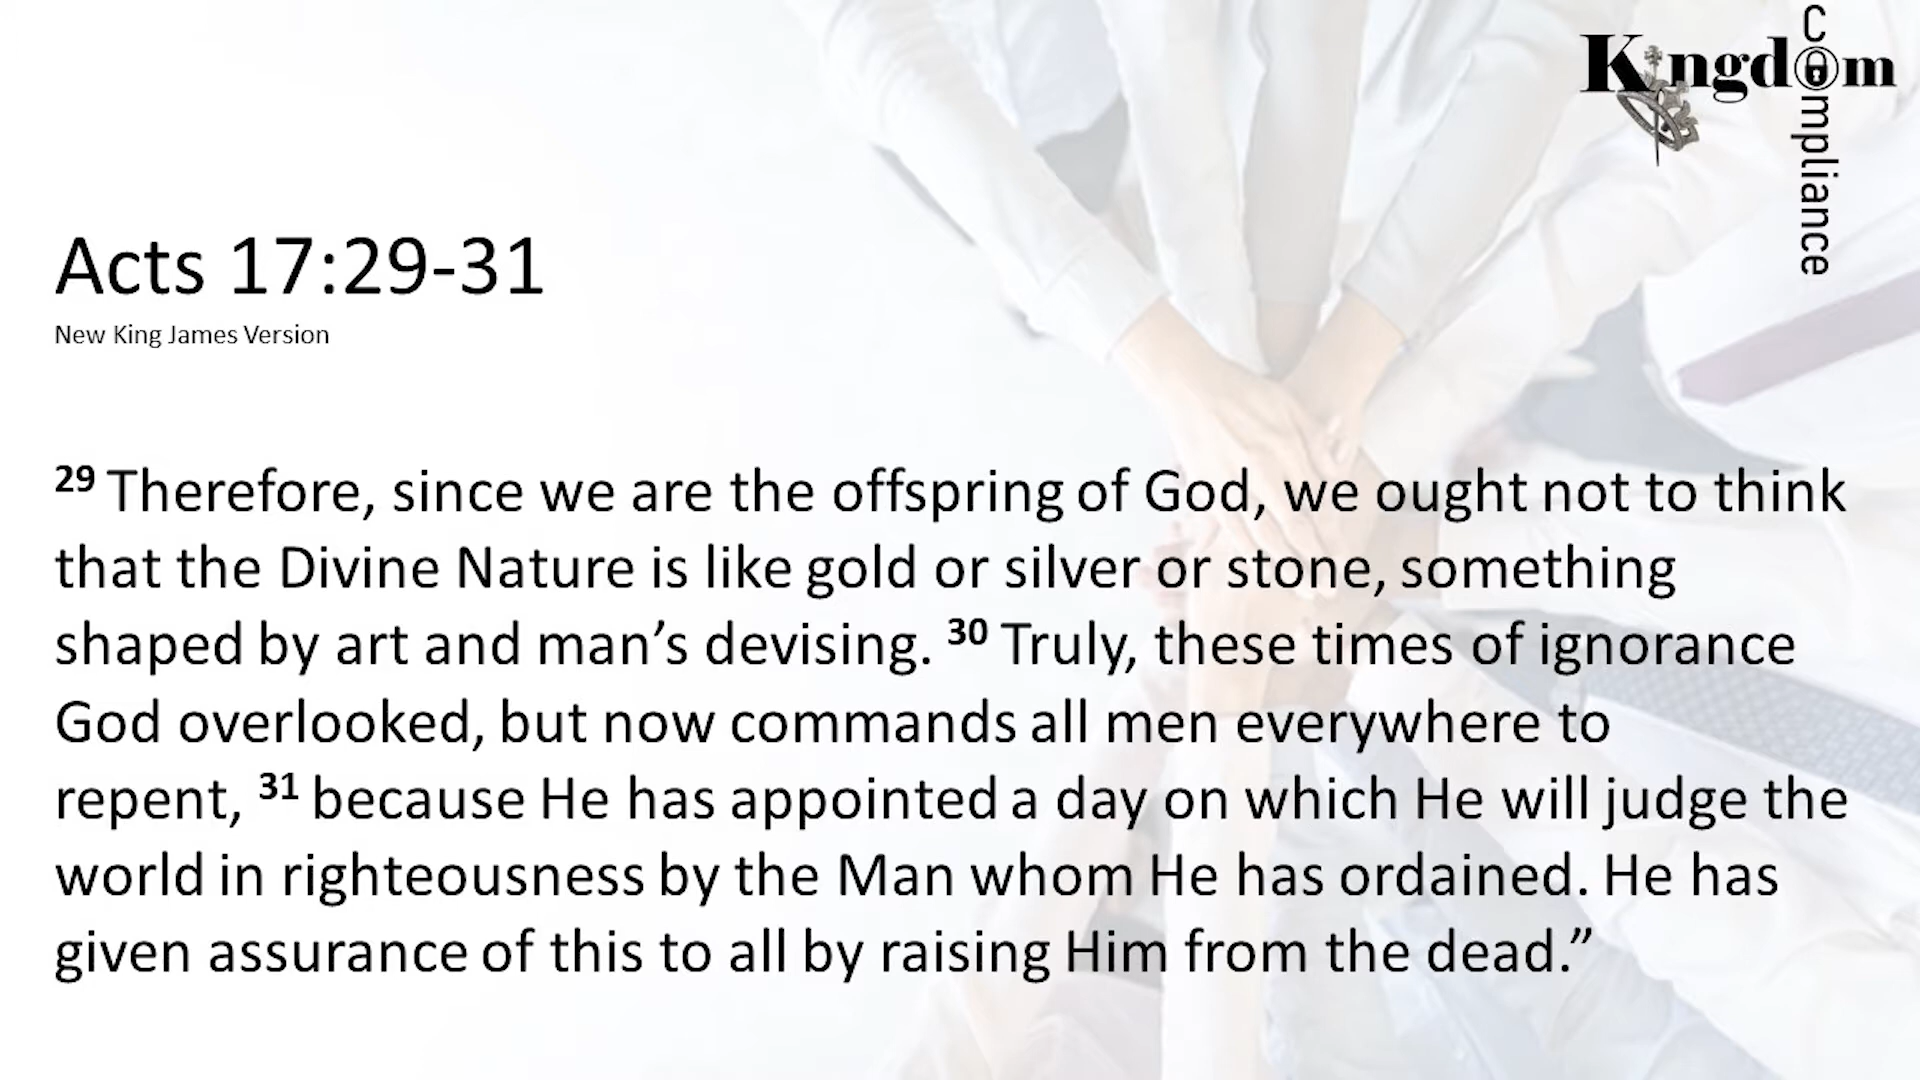 Kingdom
Compliance
Acts 17:29-31
New King James Version
29 Therefore, since we are the offspring of God, we ought not to think
that the Divine Nature is like gold or silver or stone, something
shaped by art and man’s devising. 30 Truly, these times of ignorance
God overlooked, but now commands all men everywhere to
repent, 31 because He has appointed a day on which He will judge the
world in righteousness by the Man whom He has ordained. He has
given assurance of this to all by raising Him from the dead.”